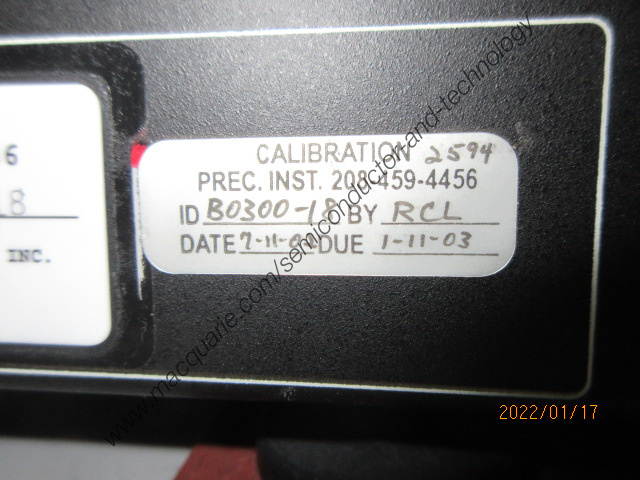 6
8
INC.
CALIBRATION 2594
PREC. INST. 208-459-4456
ID B0300-18 BY RCL
DATE 7-11- DUE 1-11-03
www.macquarie.com/semiconductor-and-technology
2022/01/17